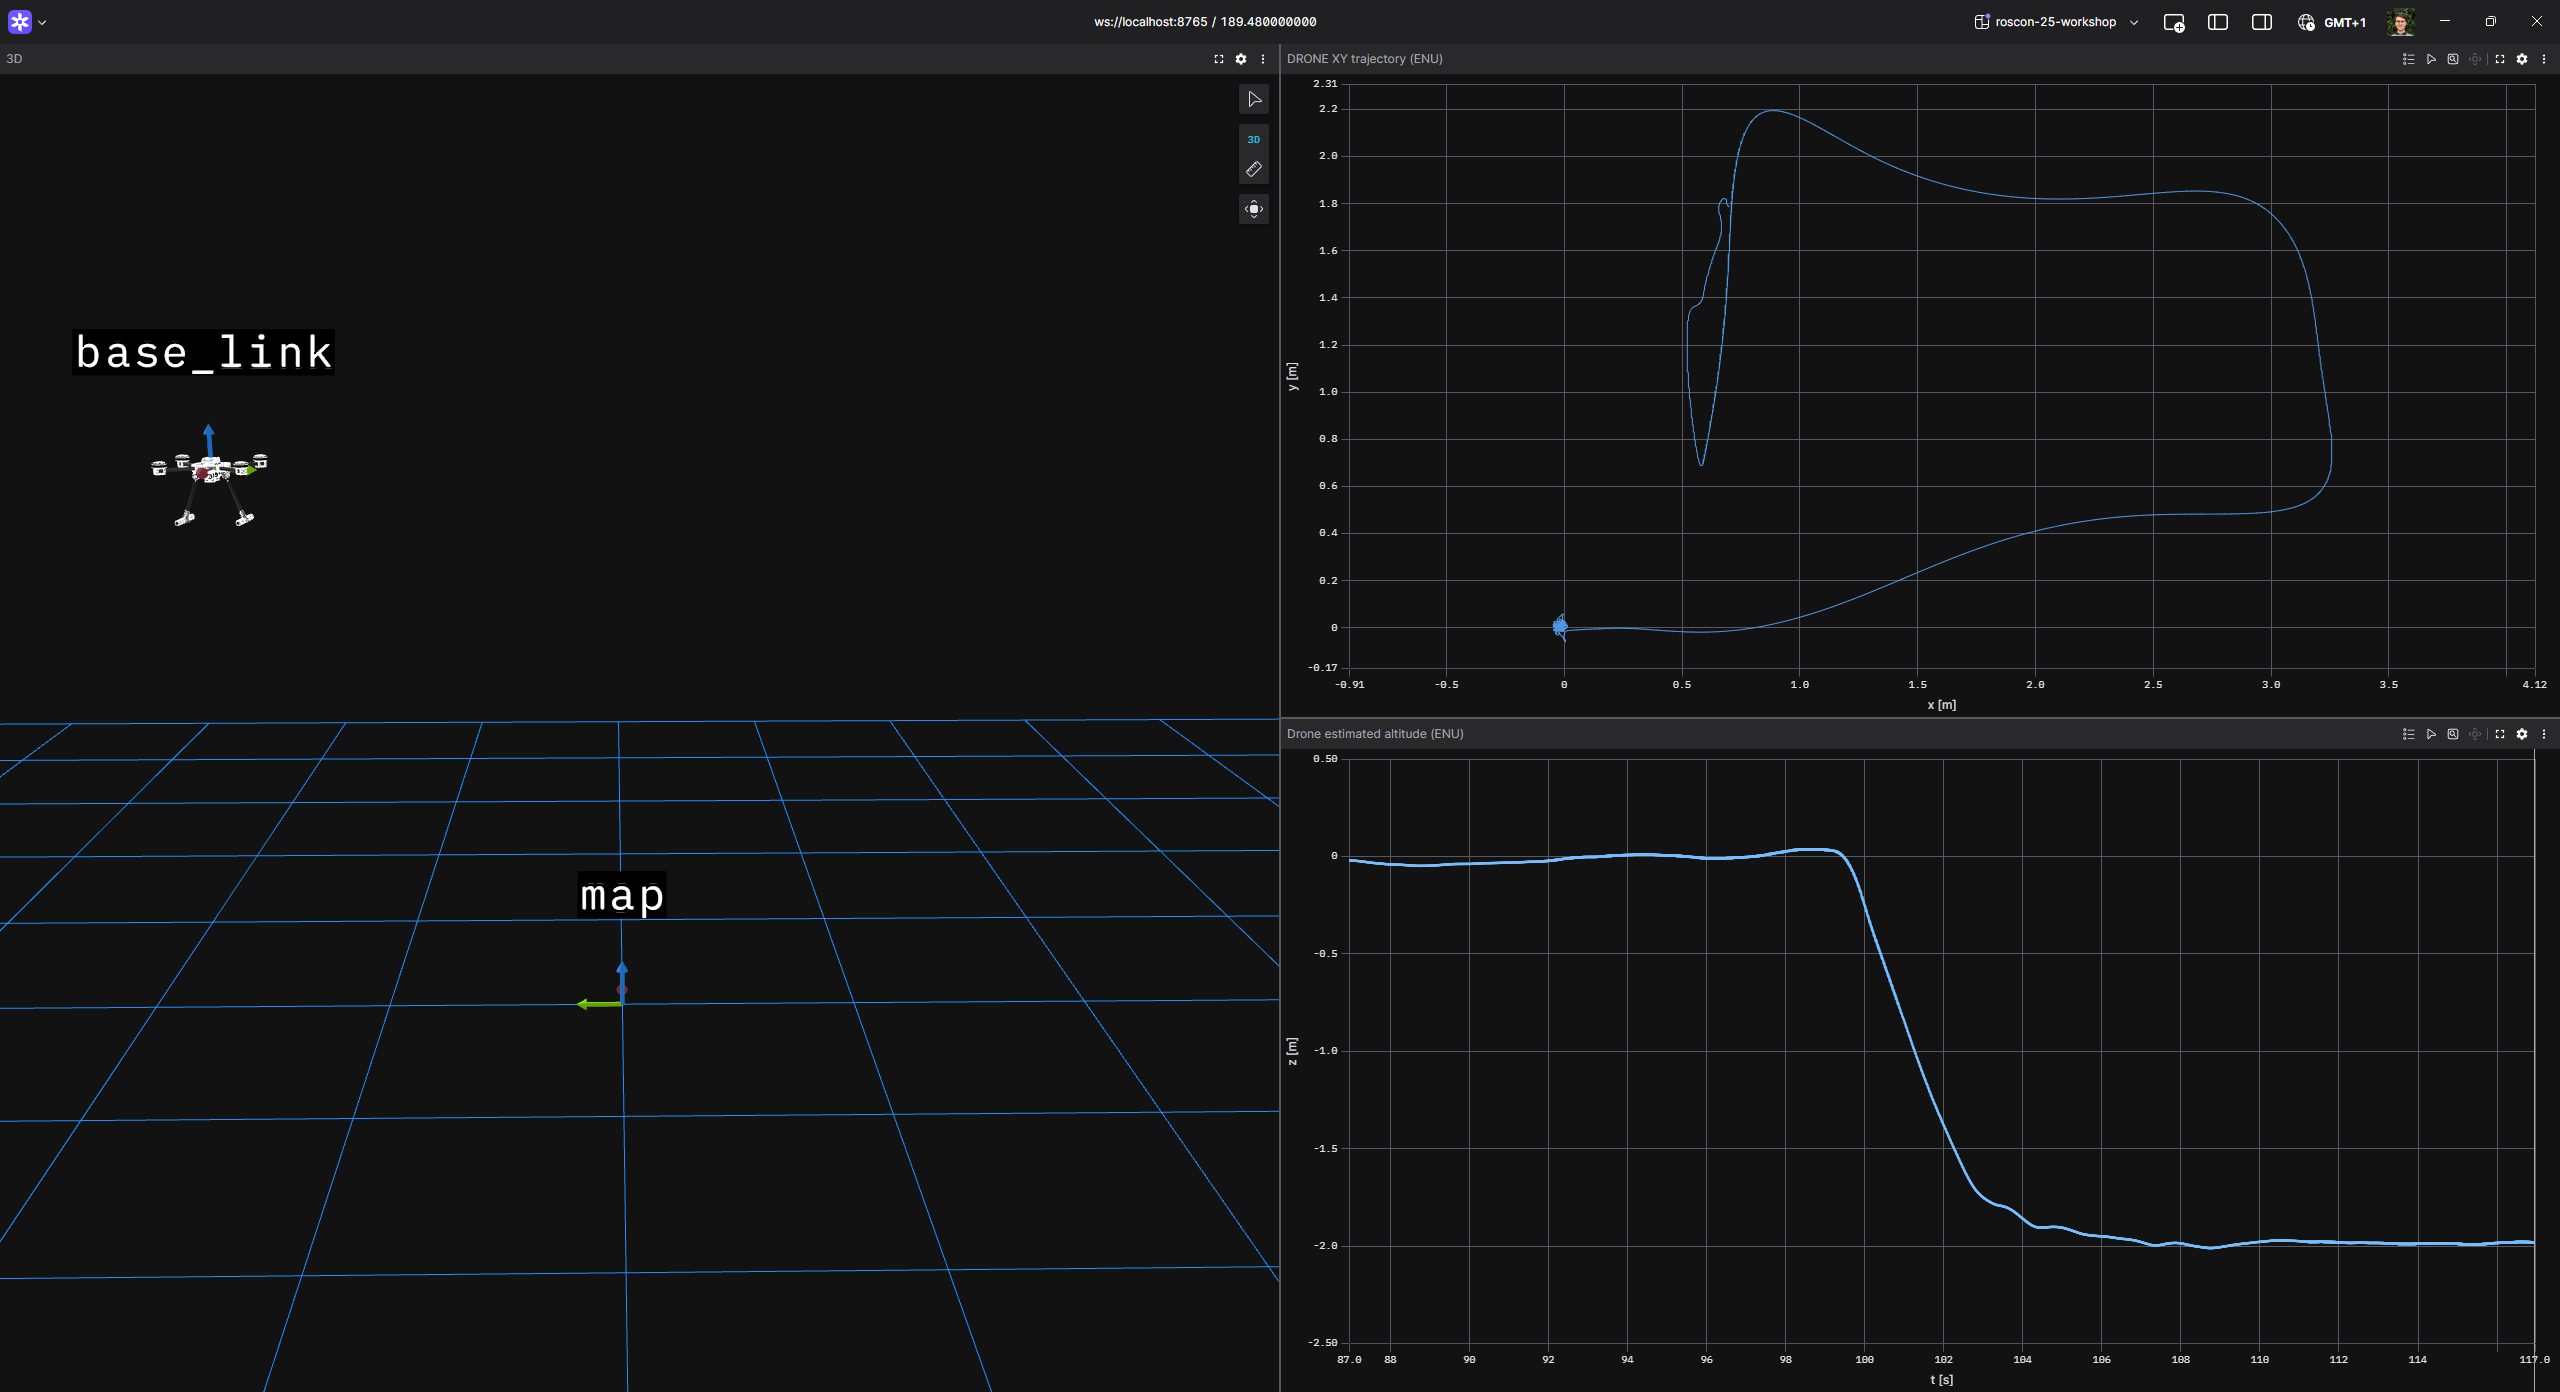 ws://localhost:8765 / 189.480000000
roscon-25-workshop
GMT+1
3D
3D
base_link
map
DRONE XY trajectory (ENU)
2.31
2.2
2.0
1.8
1.6
1.4
1.2
1.0
0.8
0.6
0.4
0.2
0
-0.17
y [m]
-0.91 -0.5 0 0.5 1.0 1.5 2.0 2.5 3.0 3.5 4.12
x [m]
Drone estimated altitude (ENU)
0.50
0
-0.5
-1.0
-1.5
-2.0
-2.50
z [m]
87.0 88 90 92 94 96 98 100 102 104 106 108 110 112 114 117.0
t [s]